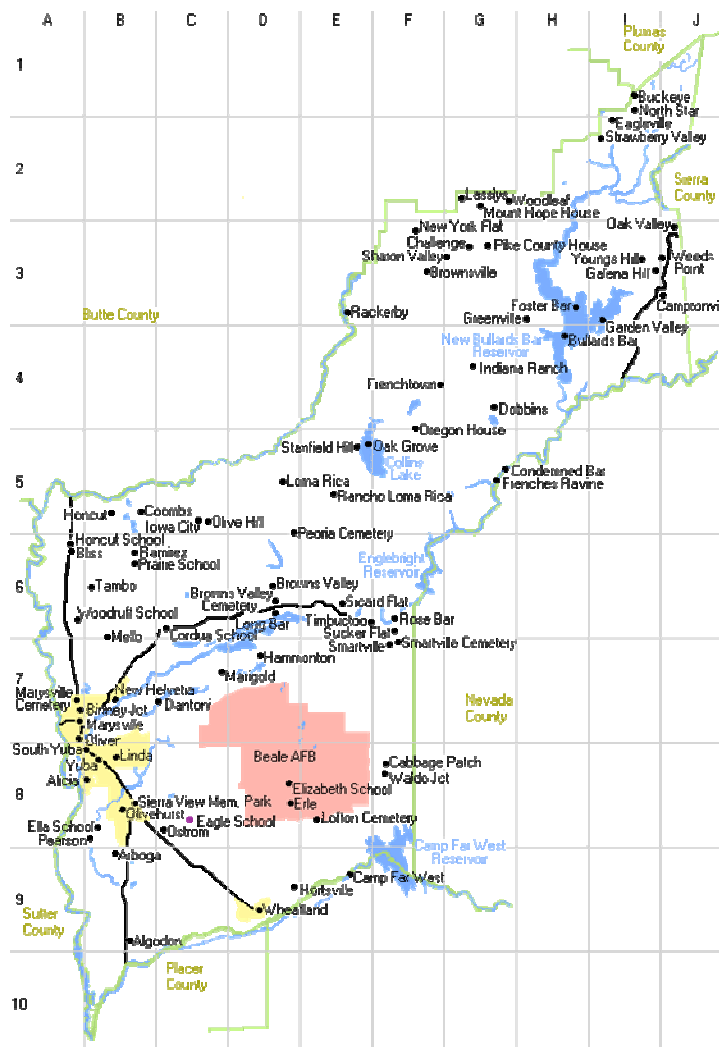 A B C D E F G H I J
Plumas
County
1
Buckeye
North Star
Eagleville
Strawberry Valley
2
Sierra
County
Lasslys
Woodleaf
Mount Hope House
New York Flat
Oak Valley
Challenge
Pike County House
Sharon Valley
Youngs Hill
Weeds
Point
Galena Hill
3
Brownsville
Camptonvi
Butte County
Rackerby
Foster Bar
Greenville
Garden Valley
New Bullards Bar
Reservoir
Bullards Bar
Indiana Ranch
4
Frenchtown
Dobbins
Oregon House
Stanfield Hill
Oak Grove
Collins
Lake
Condemned Bar
5
Loma Rica
Frenches Ravine
Rancho Loma Rica
Honcut
Coombs
Iowa City
Olive Hill
Peoria Cemetery
Honcut School
Bliss
Ramirez
Prairie School
Englebright
Reservoir
6
Tambo
Browns Valley
Browns Valley
Cemetery
Sicard Flat
Woodruff School
Long Bar
Timbuctoo
Rose Bar
Mello
Cordua School
Sucker Flat
Smartville
Smartville Cemetery
Hammonton
7
Marigold
Marysville
Cemetery
New Helvetia
Binney Jct
Dantoni
Nevada
County
Marysville
Oliver
South Yuba
Linda
Yuba
Beale AFB
Cabbage Patch
Waldo Jct
Alicia
Elizabeth School
8
Sierra View Mem. Park
Erle
Olivehurst
Eagle School
Lofton Cemetery
Ella School
Ostrom
Pearson
Arboga
Camp Far West
Reservoir
Camp Far West
Hortsville
9
Wheatland
Sutter
County
Algodon
Placer
County
10